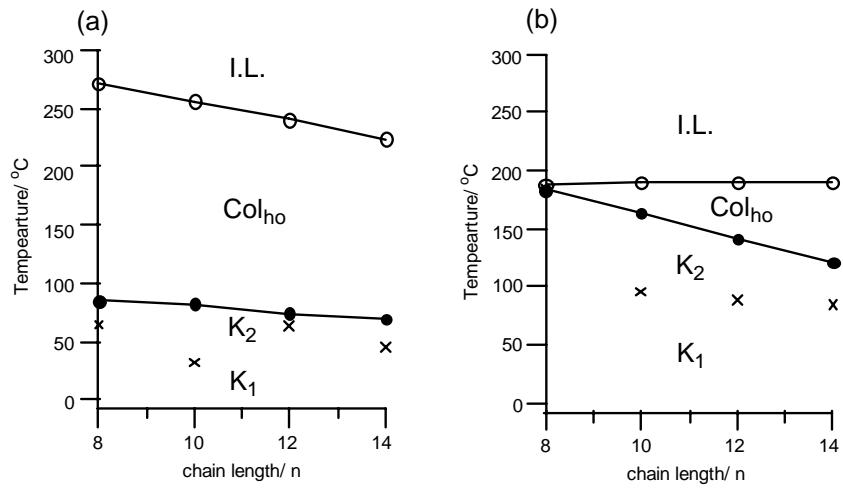 (a)
300
250
200
150
100
50
0
Tempearture/ °C
I.L.
Colho
K2
K1
8
10
12
14
chain length/ n
(b)
300
250
200
150
100
50
0
Tempearture/ °C
I.L.
Colho
K2
K1
8
10
12
14
chain length/ n